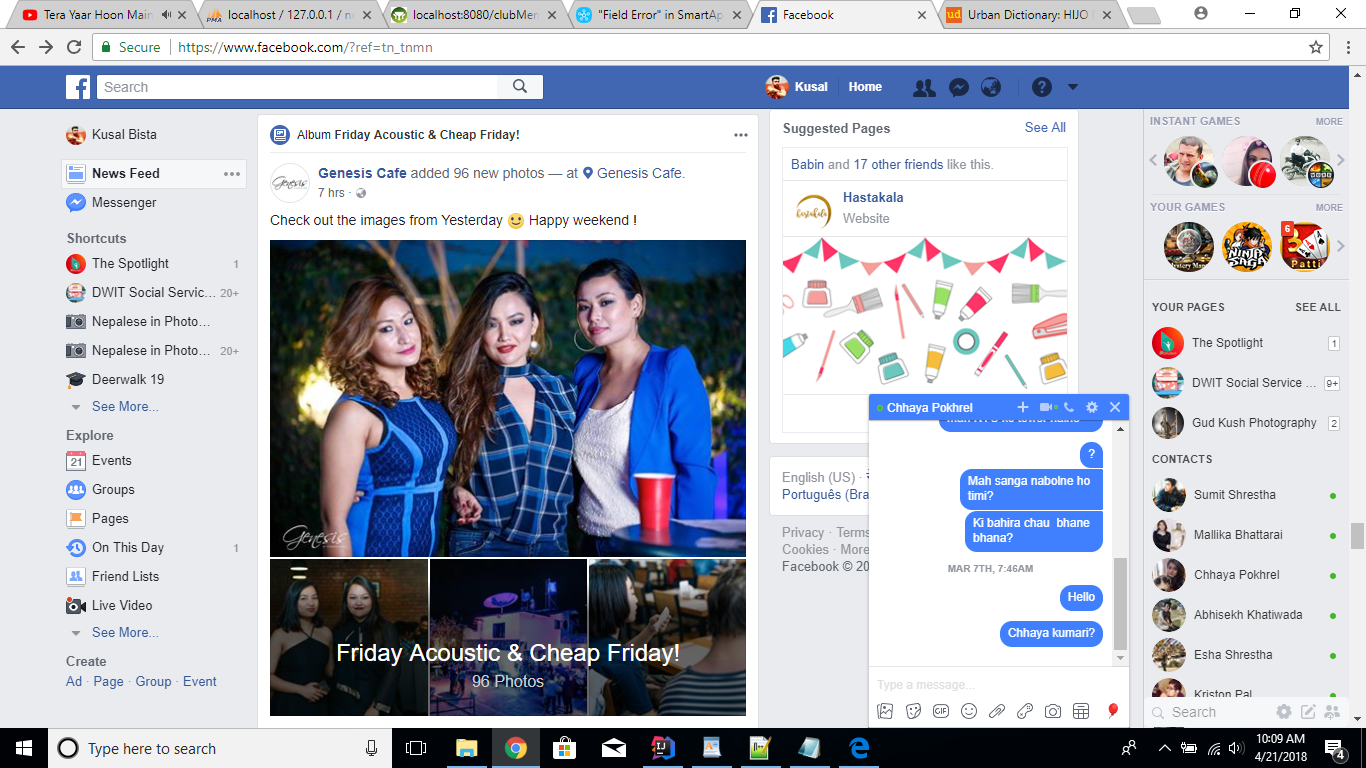 Tera Yaar Hoon Main
localhost / 127.0.0.1 / n
localhost:8080/clubMen
"Field Error" in SmartAp
Facebook
Urban Dictionary: HIJO
Secure
https://www.facebook.com/?ref=tn_tnmn
Search
Kusal
Home
Kusal Bista
News Feed
Messenger
Shortcuts
The Spotlight 1
DWIT Social Servic... 20+
Nepalese in Photo...
Nepalese in Photo... 20+
Deerwalk 19
See More...
Explore
Events
21
Groups
Pages
On This Day 1
Friend Lists
Live Video
See More...
Create
Ad · Page · Group · Event
Album Friday Acoustic & Cheap Friday!
Genesis Cafe added 96 new photos — at Genesis Cafe.
7 hrs ·
Genesis
Check out the images from Yesterday Happy weekend !
Genesis
Friday Acoustic & Cheap Friday!
96 Photos
Suggested Pages
See All
Babin and 17 other friends like this.
hastakala
Hastakala
Website
English (US) ·
Português (Bra
Privacy · Terms
Cookies · More
Facebook © 20
Chhaya Pokhrel
?
Mah sanga nabolne ho
timi?
Ki bahira chau bhane
bhana?
MAR 7TH, 7:46AM
Hello
Chhaya kumari?
Type a message...
GIF
INSTANT GAMES MORE
YOUR GAMES MORE
NINJA
SAGA
6
3
Patti
YOUR PAGES SEE ALL
The Spotlight 1
DWIT Social Service ... 9+
Gud Kush Photography 2
CONTACTS
Sumit Shrestha
Mallika Bhattarai
Chhaya Pokhrel
Abhisekh Khatiwada
Esha Shrestha
Kriston Pal
Search
Type here to search
10:09 AM
4/21/2018
4